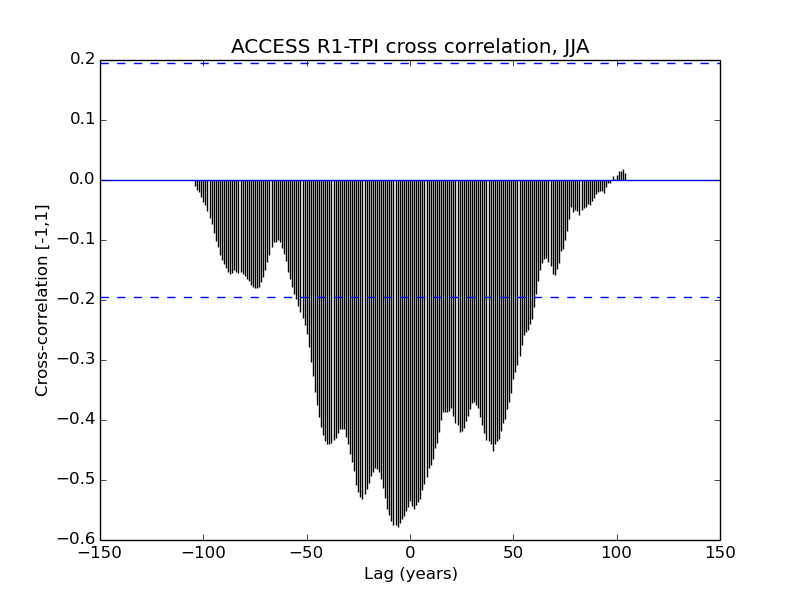 ACCESS R1-TPI cross correlation, JJA
0.2
0.1
0.0
−0.1
−0.2
−0.3
−0.4
−0.5
−0.6
Cross-correlation [-1,1]
−150 −100 −50 0 50 100 150
Lag (years)